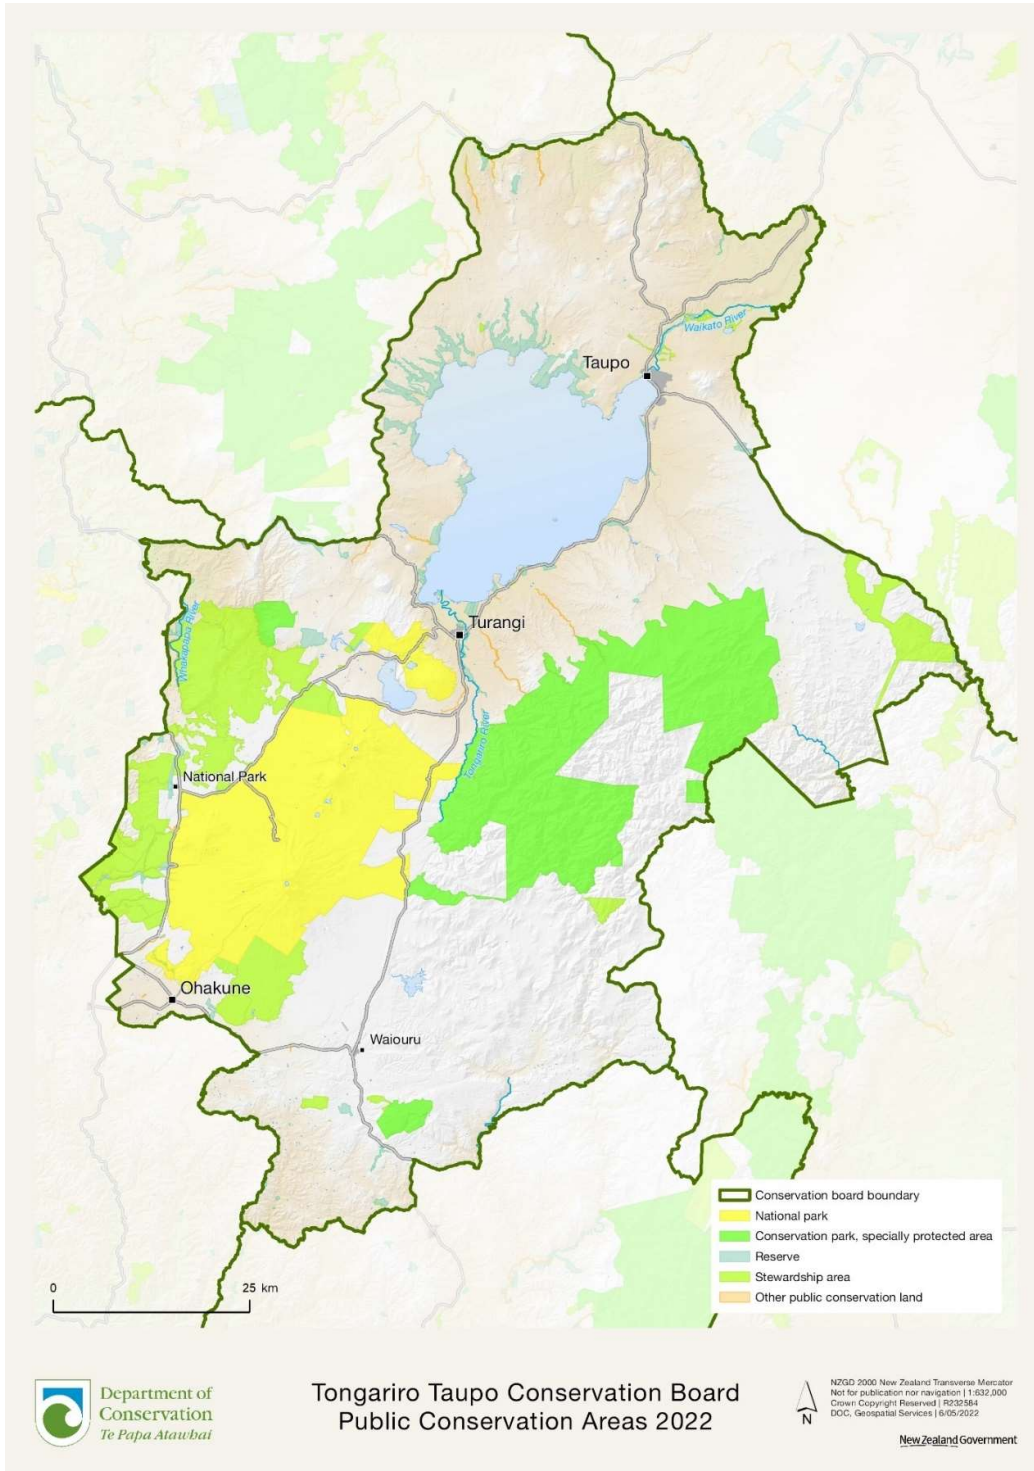 Waikato River
Taupo
Turangi
Whakapapa River
Tongariro River
National Park
Ohakune
Waiouru
Conservation board boundary
National park
Conservation park, specially protected area
Reserve
Stewardship area
Other public conservation land
0 25 km
Department of
Conservation
Te Papa Atawhai
Tongariro Taupo Conservation Board
Public Conservation Areas 2022
N
NZGD 2000 New Zealand Transverse Mercator
Not for publication nor navigation | 1:632,000
Crown Copyright Reserved | R232584
DOC, Geospatial Services | 6/05/2022
New Zealand Government